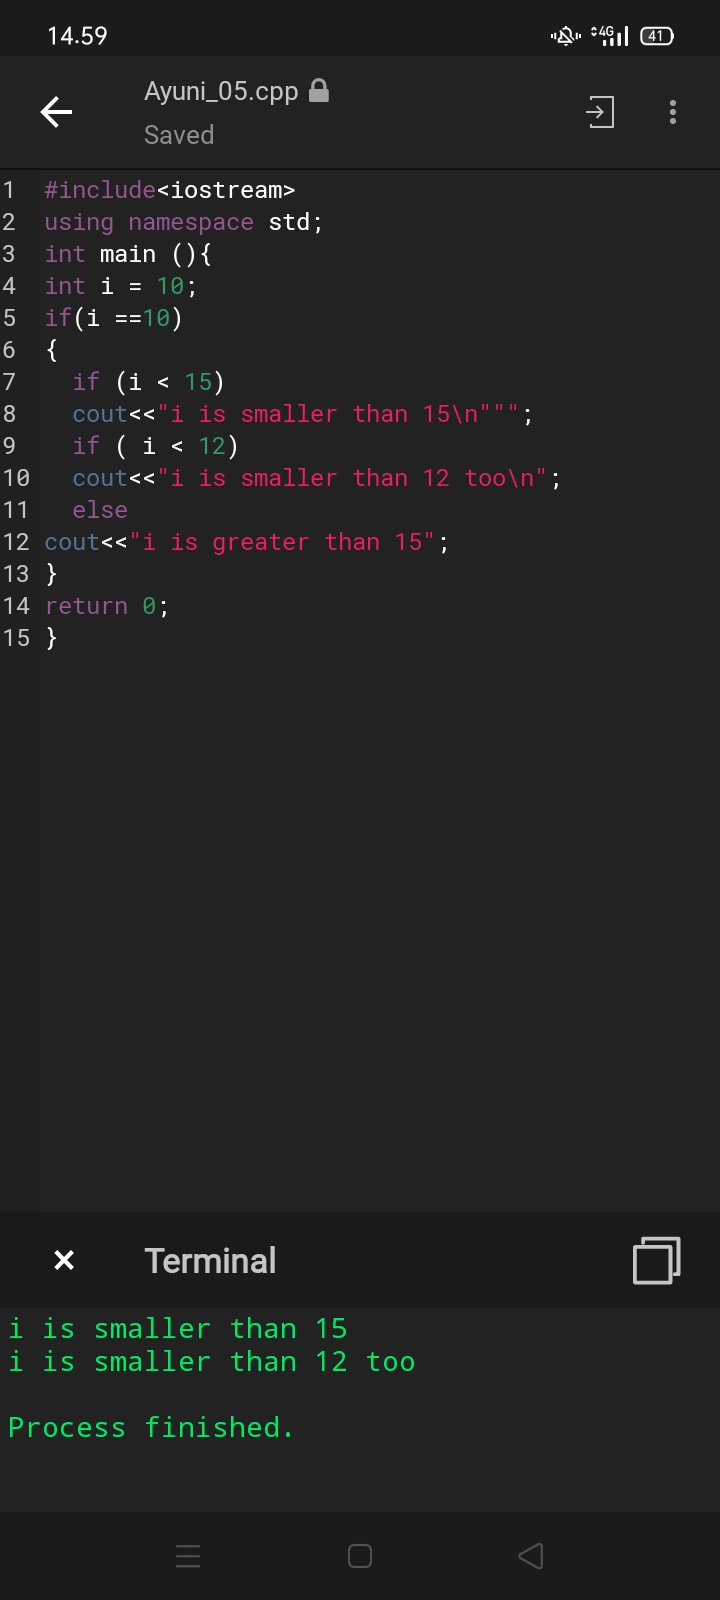 14.59
4G 41
Ayuni_05.cpp
Saved
1 #include<iostream>
2 using namespace std;
3 int main (){
4 int i = 10;
5 if(i ==10)
6 {
7   if (i < 15)
8   cout<<"i is smaller than 15\n""";
9   if ( i < 12)
10   cout<<"i is smaller than 12 too\n";
11   else
12 cout<<"i is greater than 15";
13 }
14 return 0;
15 }
Terminal
i is smaller than 15
i is smaller than 12 too
Process finished.